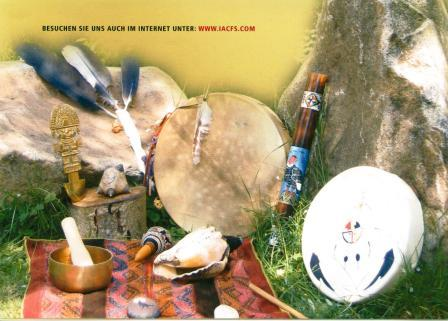 BESUCHEN SIE UNS AUCH IM INTERNET UNTER: WWW.IACFS.COM